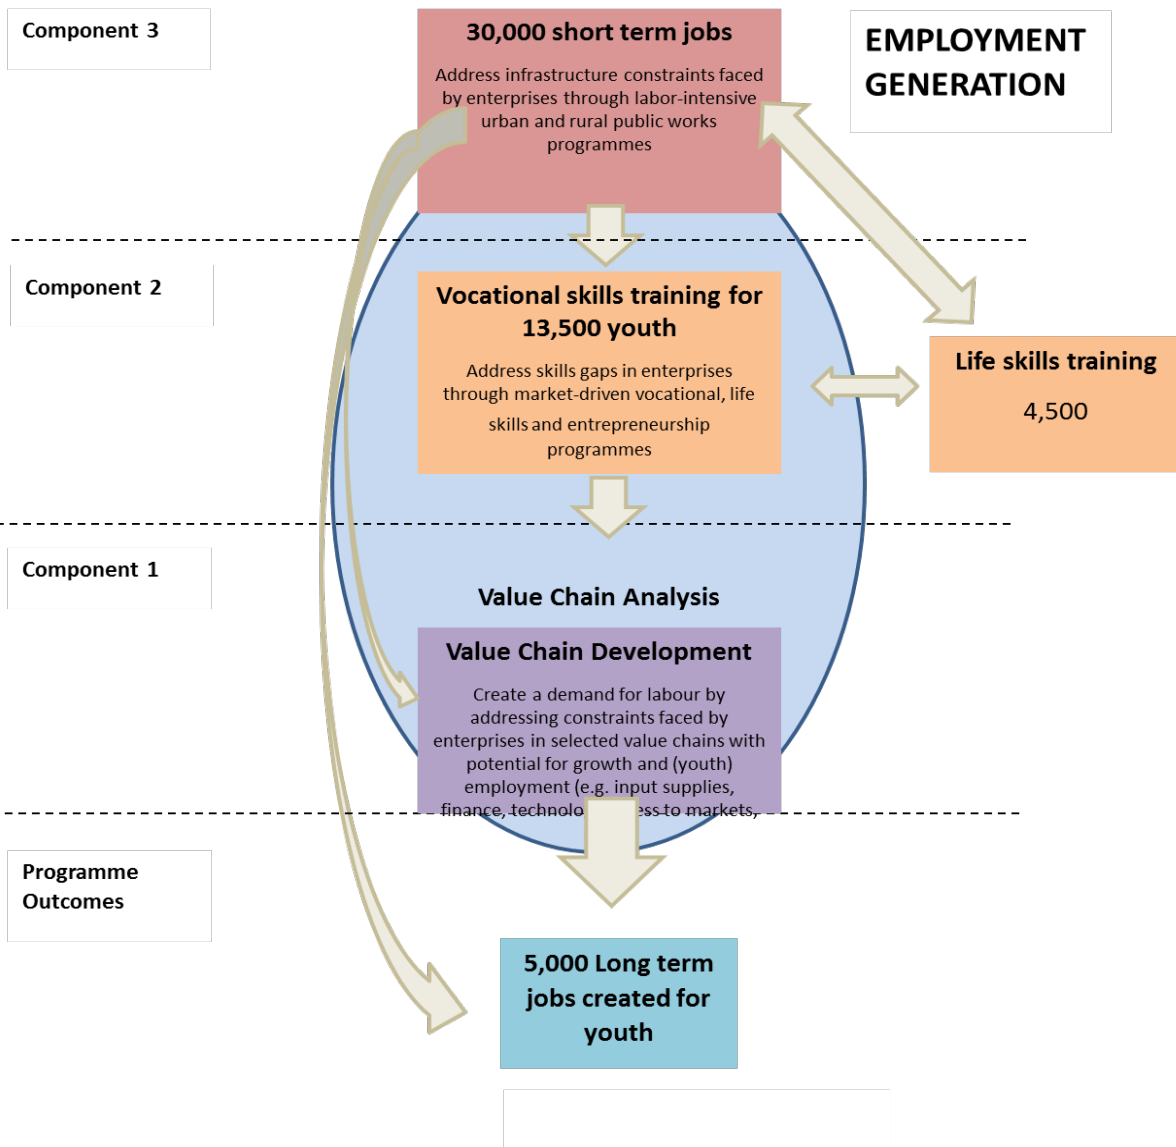 Component 3
30,000 short term jobs
Address infrastructure constraints faced
by enterprises through labor-intensive
urban and rural public works
programmes
EMPLOYMENT
GENERATION
Component 2
Vocational skills training for
13,500 youth
Address skills gaps in enterprises
through market-driven vocational, life
skills and entrepreneurship
programmes
Life skills training
4,500
Component 1
Value Chain Analysis
Value Chain Development
Create a demand for labour by
addressing constraints faced by
enterprises in selected value chains with
potential for growth and (youth)
employment (e.g. input supplies,
finance, to markets,
Programme
Outcomes
5,000 Long term
jobs created for
youth